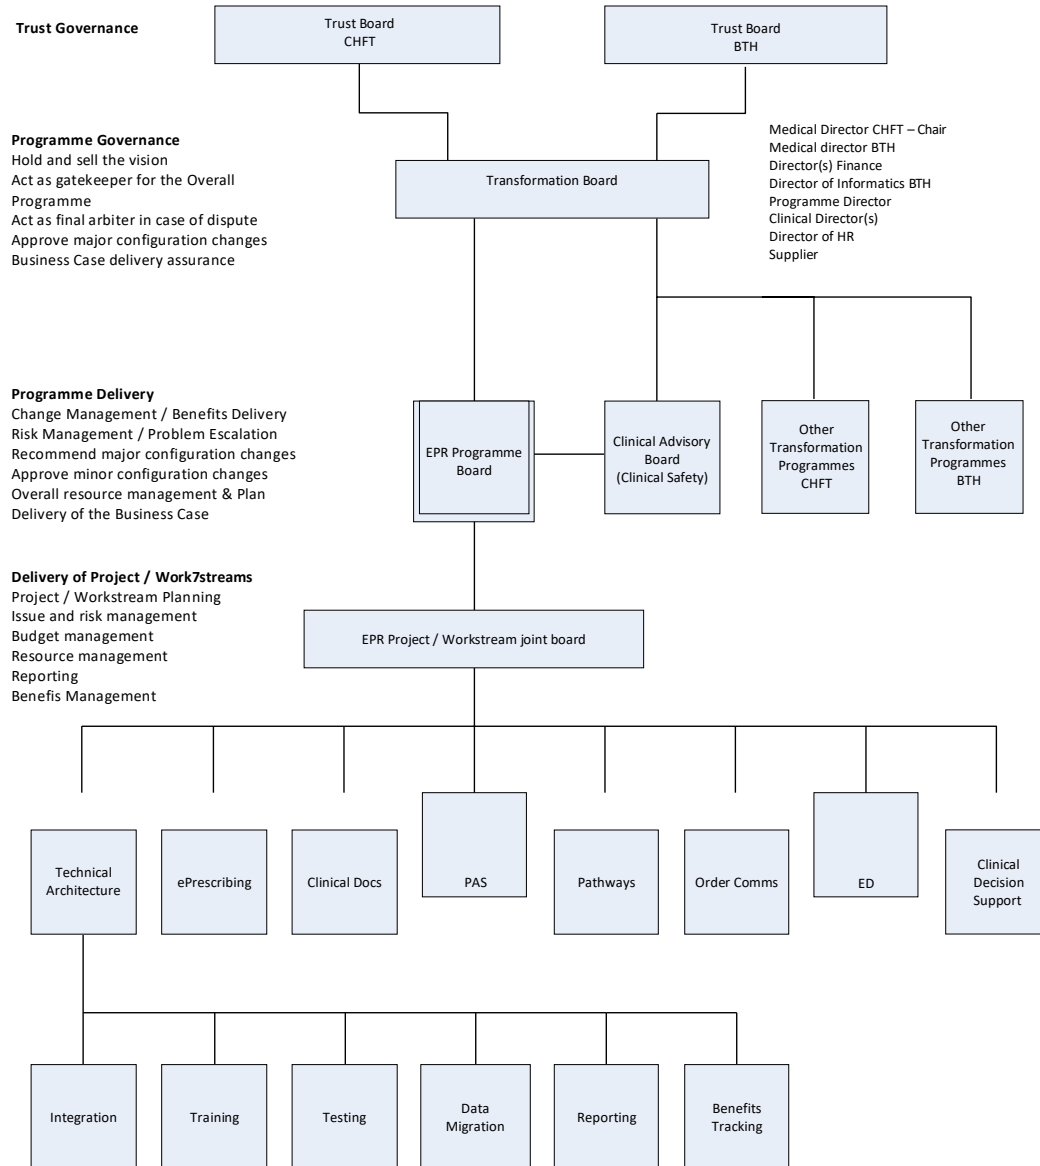 Trust Governance
Trust Board
CHFT
Trust Board
BTH
Programme Governance
Hold and sell the vision
Act as gatekeeper for the Overall
Programme
Act as final arbiter in case of dispute
Approve major configuration changes
Business Case delivery assurance
Transformation Board
Medical Director CHFT – Chair
Medical director BTH
Director(s) Finance
Director of Informatics BTH
Programme Director
Clinical Director(s)
Director of HR
Supplier
Programme Delivery
Change Management / Benefits Delivery
Risk Management / Problem Escalation
Recommend major configuration changes
Approve minor configuration changes
Overall resource management & Plan
Delivery of the Business Case
EPR Programme
Board
Clinical Advisory
Board
(Clinical Safety)
Other
Transformation
Programmes
CHFT
Other
Transformation
Programmes
BTH
Delivery of Project / Work7streams
Project / Workstream Planning
Issue and risk management
Budget management
Resource management
Reporting
Benefis Management
EPR Project / Workstream joint board
Technical
Architecture
ePrescribing
Clinical Docs
PAS
Pathways
Order Comms
ED
Clinical
Decision
Support
Integration
Training
Testing
Data
Migration
Reporting
Benefits
Tracking